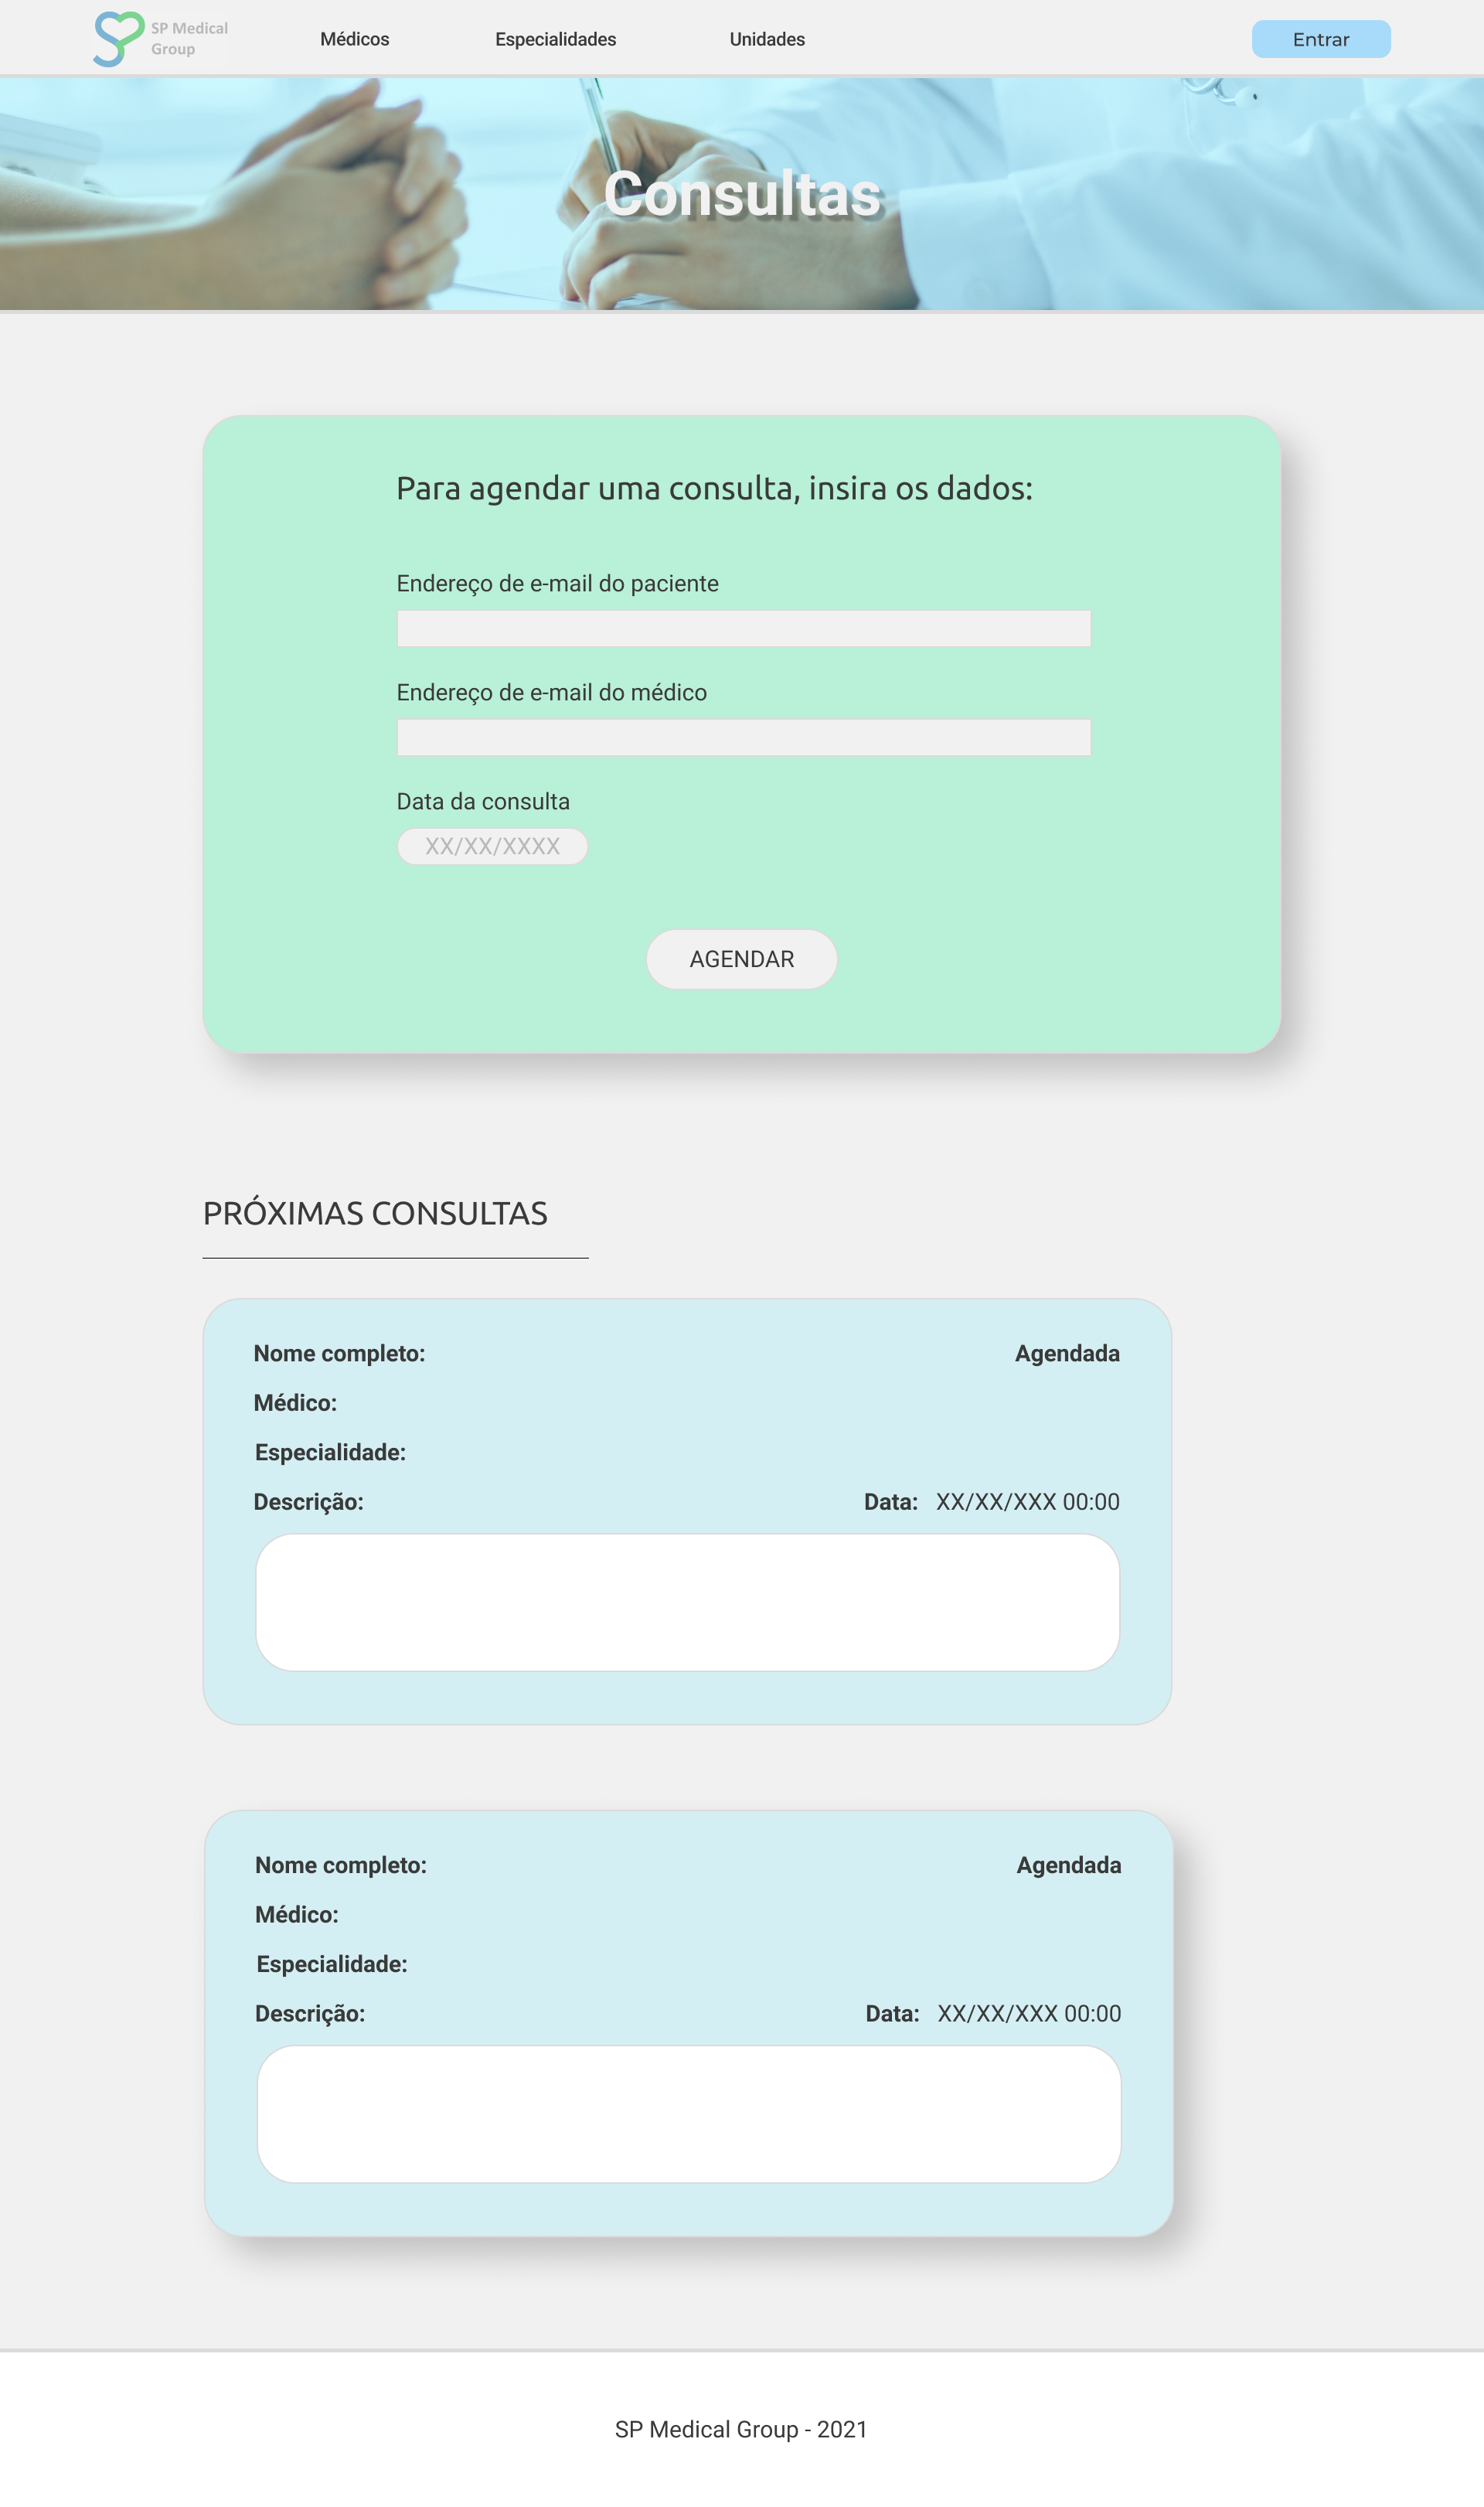 SP Medical
Group
Médicos
Especialidades
Unidades
Entrar
Consultas
Para agendar uma consulta, insira os dados:
Endereço de e-mail do paciente
Endereço de e-mail do médico
Data da consulta
XX/XX/XXXX
AGENDAR
PRÓXIMAS CONSULTAS
Nome completo: Agendada
Médico:
Especialidade:
Descrição: Data: XX/XX/XXX 00:00
Nome completo: Agendada
Médico:
Especialidade:
Descrição: Data: XX/XX/XXX 00:00
SP Medical Group - 2021